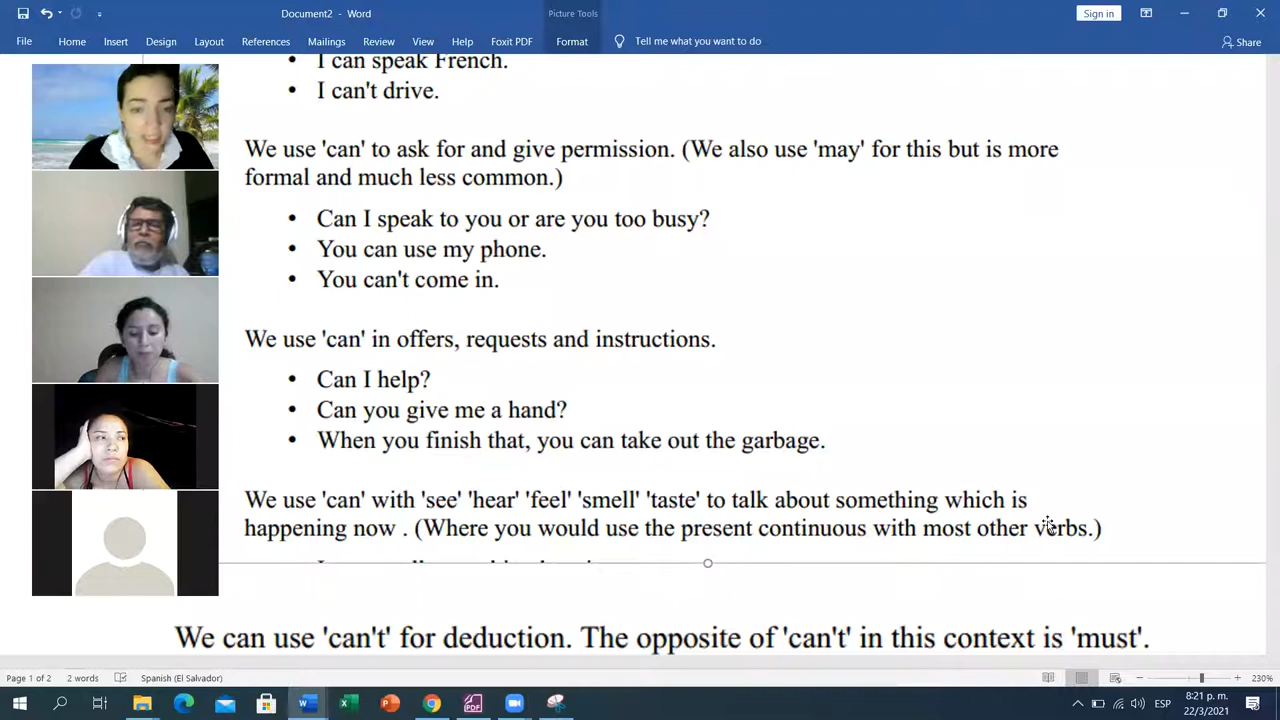 Document2 - Word
Picture Tools
Sign in
File
Home
Insert
Design
Layout
References
Mailings
Review
View
Help
Foxit PDF
Format
Tell me what you want to do
Share
• I can speak French.
• I can't drive.
We use 'can' to ask for and give permission. (We also use 'may' for this but is more
formal and much less common.)
• Can I speak to you or are you too busy?
• You can use my phone.
• You can't come in.
We use 'can' in offers, requests and instructions.
• Can I help?
• Can you give me a hand?
• When you finish that, you can take out the garbage.
We use 'can' with 'see' 'hear' 'feel' 'smell' 'taste' to talk about something which is
happening now . (Where you would use the present continuous with most other verbs.)
We can use 'can't' for deduction. The opposite of 'can't' in this context is 'must'.
Page 1 of 2
2 words
Spanish (El Salvador)
230%
ESP
8:21 p. m.
22/3/2021